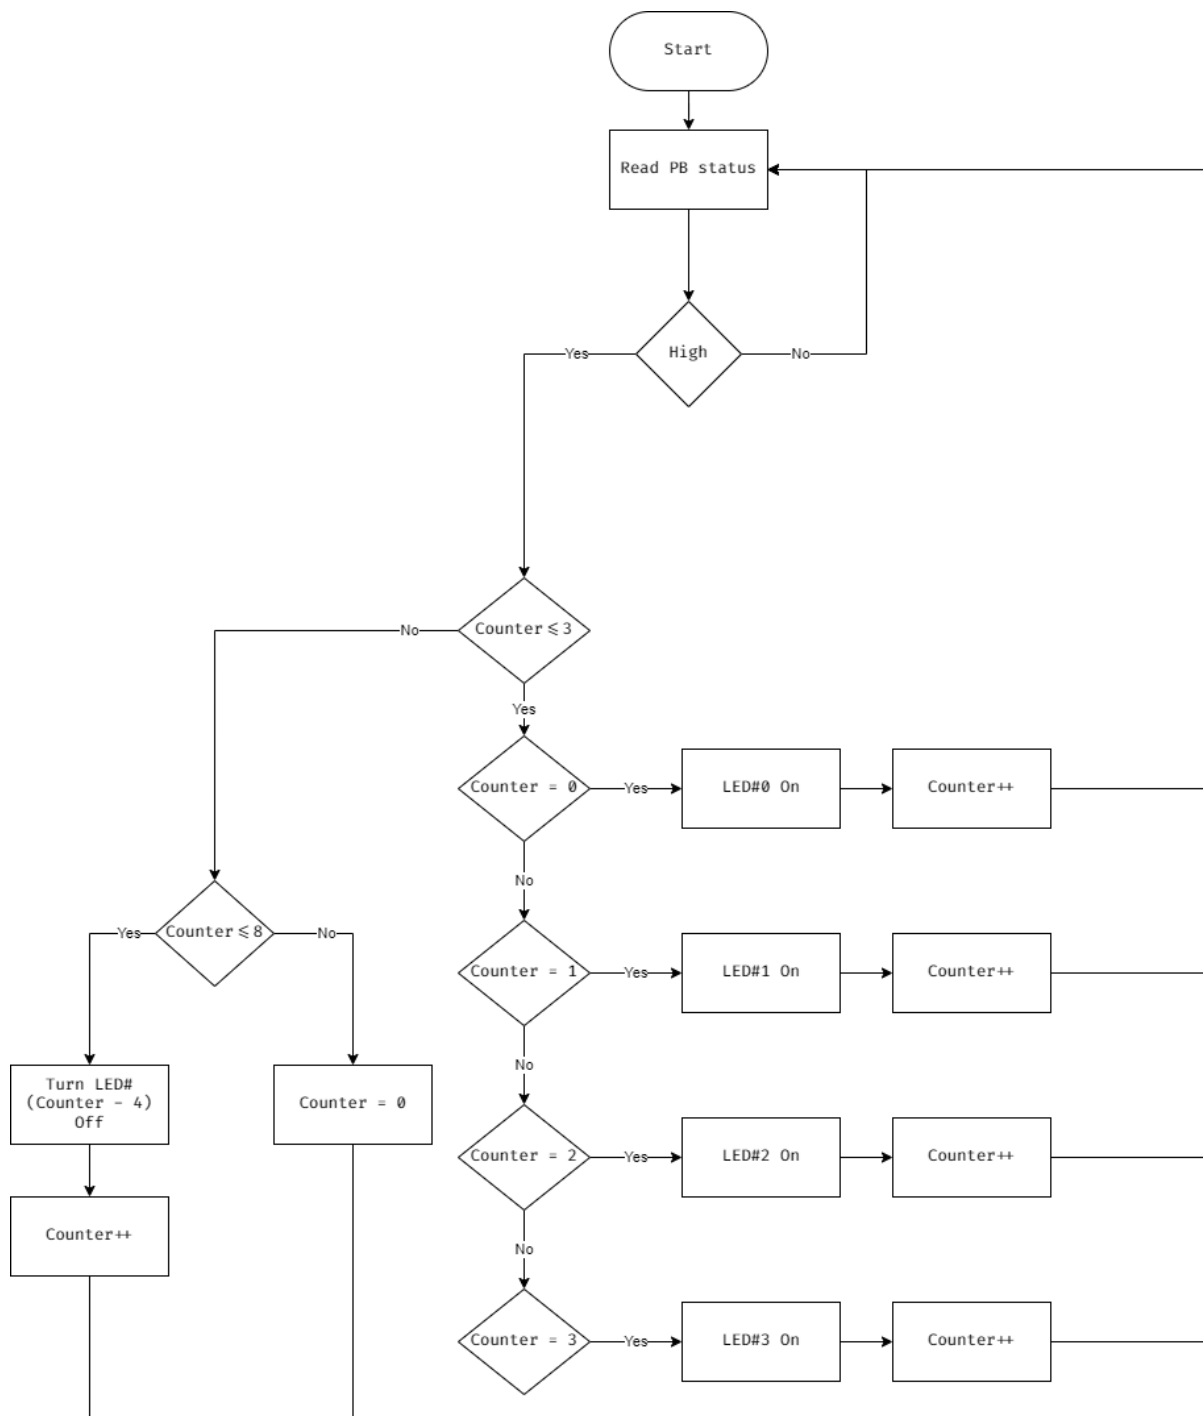 Start
Read PB status
High
Yes
No
Counter ≤ 3
No
Yes
Counter = 0
Yes
LED#0 On
Counter++
No
Counter ≤ 8
Yes
No
Counter = 1
Yes
LED#1 On
Counter++
No
Turn LED#
(Counter - 4)
Off
Counter = 0
Counter = 2
Yes
LED#2 On
Counter++
Counter++
No
Counter = 3
Yes
LED#3 On
Counter++